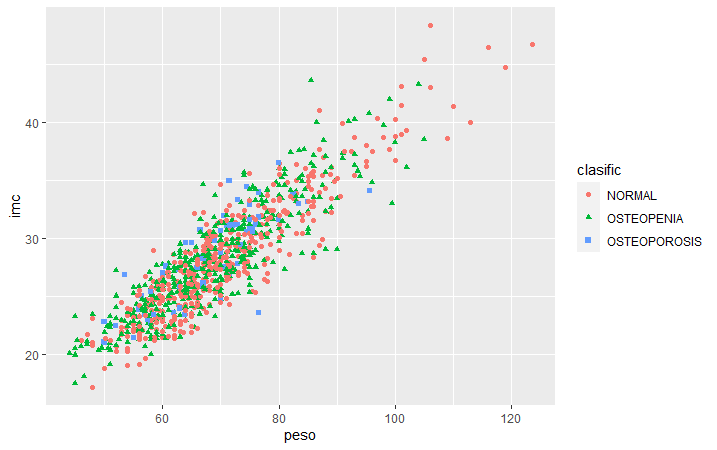 imc
40
30
20
60
80
100
120
peso
clasific
NORMAL
OSTEOPENIA
OSTEOPOROSIS